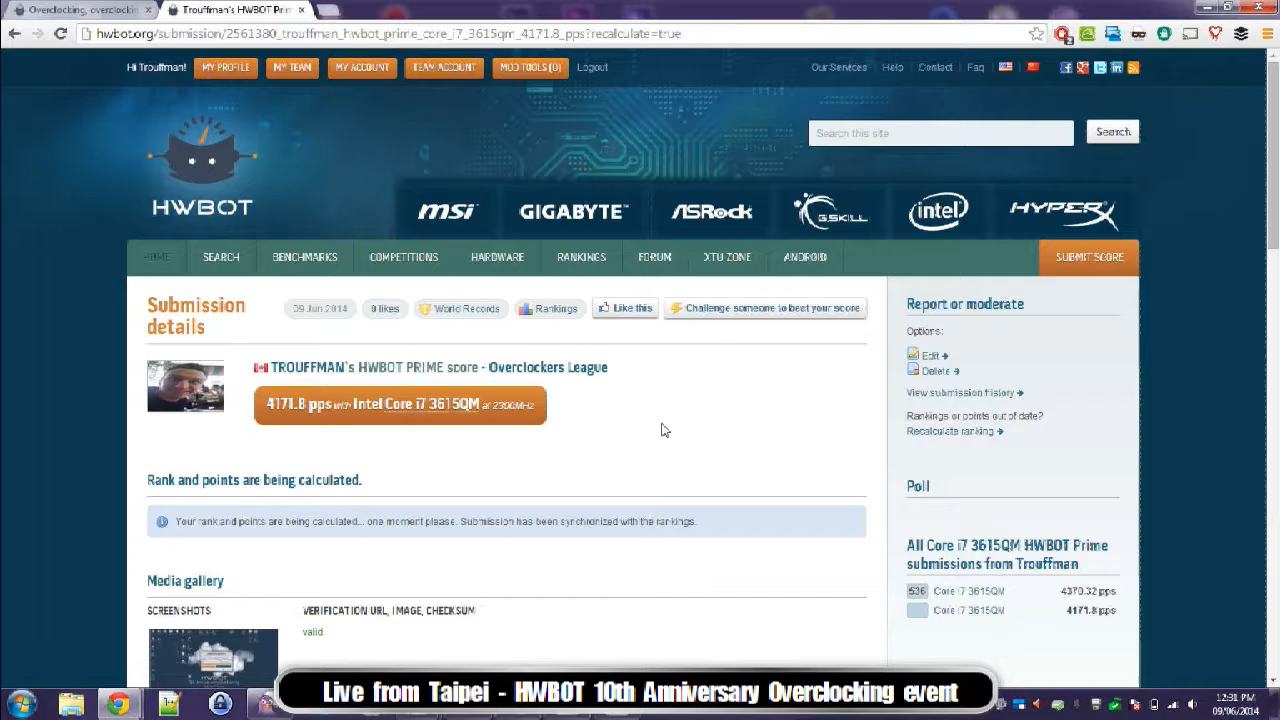 Overclocking, overclockin
Trouffman's HWBOT Prim
hwbot.org/submission/2561380_trouffman_hwbot_prime_core_i7_3615qm_4171.8_pps?recalculate=true
Hi Trouffman! MY PROFILE MY TEAM MY ACCOUNT TEAM ACCOUNT MOD TOOLS (0) Logout Our Services Help Contact Faq
Search this site Search
HWBOT
msi GIGABYTE ASRock G.SKILL intel HYPERX
HOME SEARCH BENCHMARKS COMPETITIONS HARDWARE RANKINGS FORUM XTU ZONE ANDROID SUBMIT SCORE
Submission details
09 Jun 2014 0 likes World Records Rankings Like this Challenge someone to beat your score
TROUFFMAN`s HWBOT PRIME score - Overclockers League
4171.8 pps with Intel Core i7 3615QM at 2300MHz
Rank and points are being calculated.
Your rank and points are being calculated... one moment please. Submission has been synchronized with the rankings.
Media gallery
SCREENSHOTS VERIFICATION URL, IMAGE, CHECKSUM
valid
Report or moderate
Options:
Edit
Delete
View submission history
Rankings or points out of date?
Recalculate ranking
Poll
All Core i7 3615QM HWBOT Prime
submissions from Trouffman
536 Core i7 3615QM 4370.32 pps
Core i7 3615QM 4171.8 pps
Live from Taipei - HWBOT 10th Anniversary Overclocking event
12:31 PM
09/06/2014